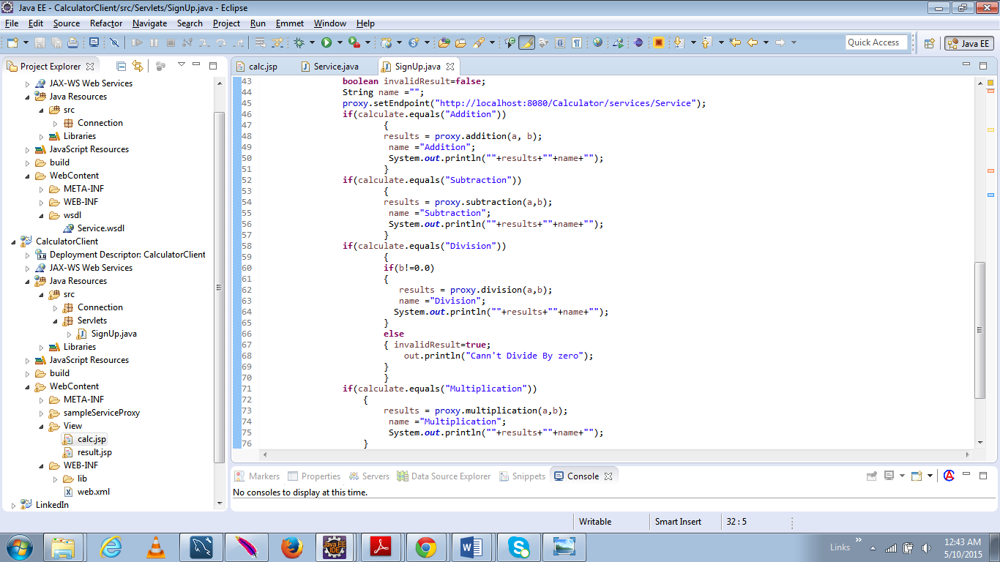 Java EE - CalculatorClient/src/Servlets/SignUp.java - Eclipse
File Edit Source Refactor Navigate Search Project Run Emmet Window Help
Quick Access
Java EE
Project Explorer
JAX-WS Web Services
Java Resources
src
Connection
Libraries
JavaScript Resources
build
WebContent
META-INF
WEB-INF
wsdl
Service.wsdl
CalculatorClient
3.0 Deployment Descriptor: CalculatorClient
JAX-WS Web Services
Java Resources
src
Connection
Servlets
SignUp.java
Libraries
JavaScript Resources
build
WebContent
META-INF
sampleServiceProxy
View
calc.jsp
result.jsp
WEB-INF
lib
web.xml
LinkedIn
calc.jsp Service.java SignUp.java
43 boolean invalidResult=false;
44 String name ="";
45 proxy.setEndpoint("http://localhost:8080/Calculator/services/Service");
46 if(calculate.equals("Addition"))
47 {
48 results = proxy.addition(a, b);
49 name ="Addition";
50 System.out.println(""+results+""+name+"");
51 }
52 if(calculate.equals("Subtraction"))
53 {
54 results = proxy.subtraction(a,b);
55 name ="Subtraction";
56 System.out.println(""+results+""+name+"");
57 }
58 if(calculate.equals("Division"))
59 {
60 if(b!=0.0)
61 {
62 results = proxy.division(a,b);
63 name ="Division";
64 System.out.println(""+results+""+name+"");
65 }
66 else
67 { invalidResult=true;
68 out.println("Cann't Divide By zero");
69 }
70 }
71 if(calculate.equals("Multiplication"))
72 {
73 results = proxy.multiplication(a,b);
74 name ="Multiplication";
75 System.out.println(""+results+""+name+"");
76 }
Markers Properties Servers Data Source Explorer Snippets Console
No consoles to display at this time.
Writable Smart Insert 32 : 5
Java EE
IDE
Links
12:43 AM
5/10/2015